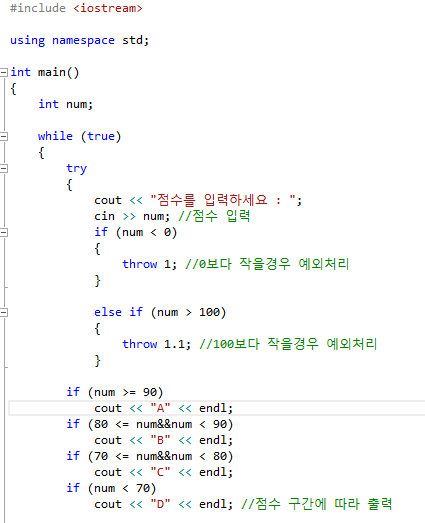 #include <iostream>
using namespace std;
int main()
{
int num;
while (true)
{
try
{
cout << "점수를 입력하세요 : ";
cin >> num; //점수 입력
if (num < 0)
{
throw 1; //0보다 작을경우 예외처리
}
else if (num > 100)
{
throw 1.1; //100보다 작을경우 예외처리
}
if (num >= 90)
cout << "A" << endl;
if (80 <= num&&num < 90)
cout << "B" << endl;
if (70 <= num&&num < 80)
cout << "C" << endl;
if (num < 70)
cout << "D" << endl; //점수 구간에 따라 출력